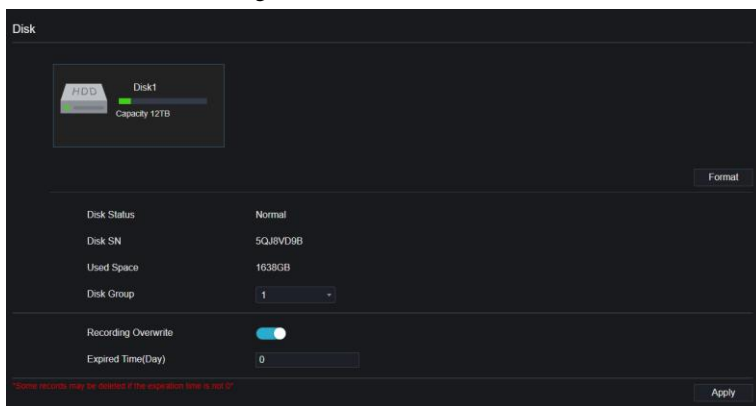 Disk
HDD
Disk1
Capacity 12TB
Format
Disk Status Normal
Disk SN 5QJ8VD9B
Used Space 1638GB
Disk Group 1
Recording Overwrite
Expired Time(Day) 0
"Some records may be deleted if the expiration time is not 0"
Apply